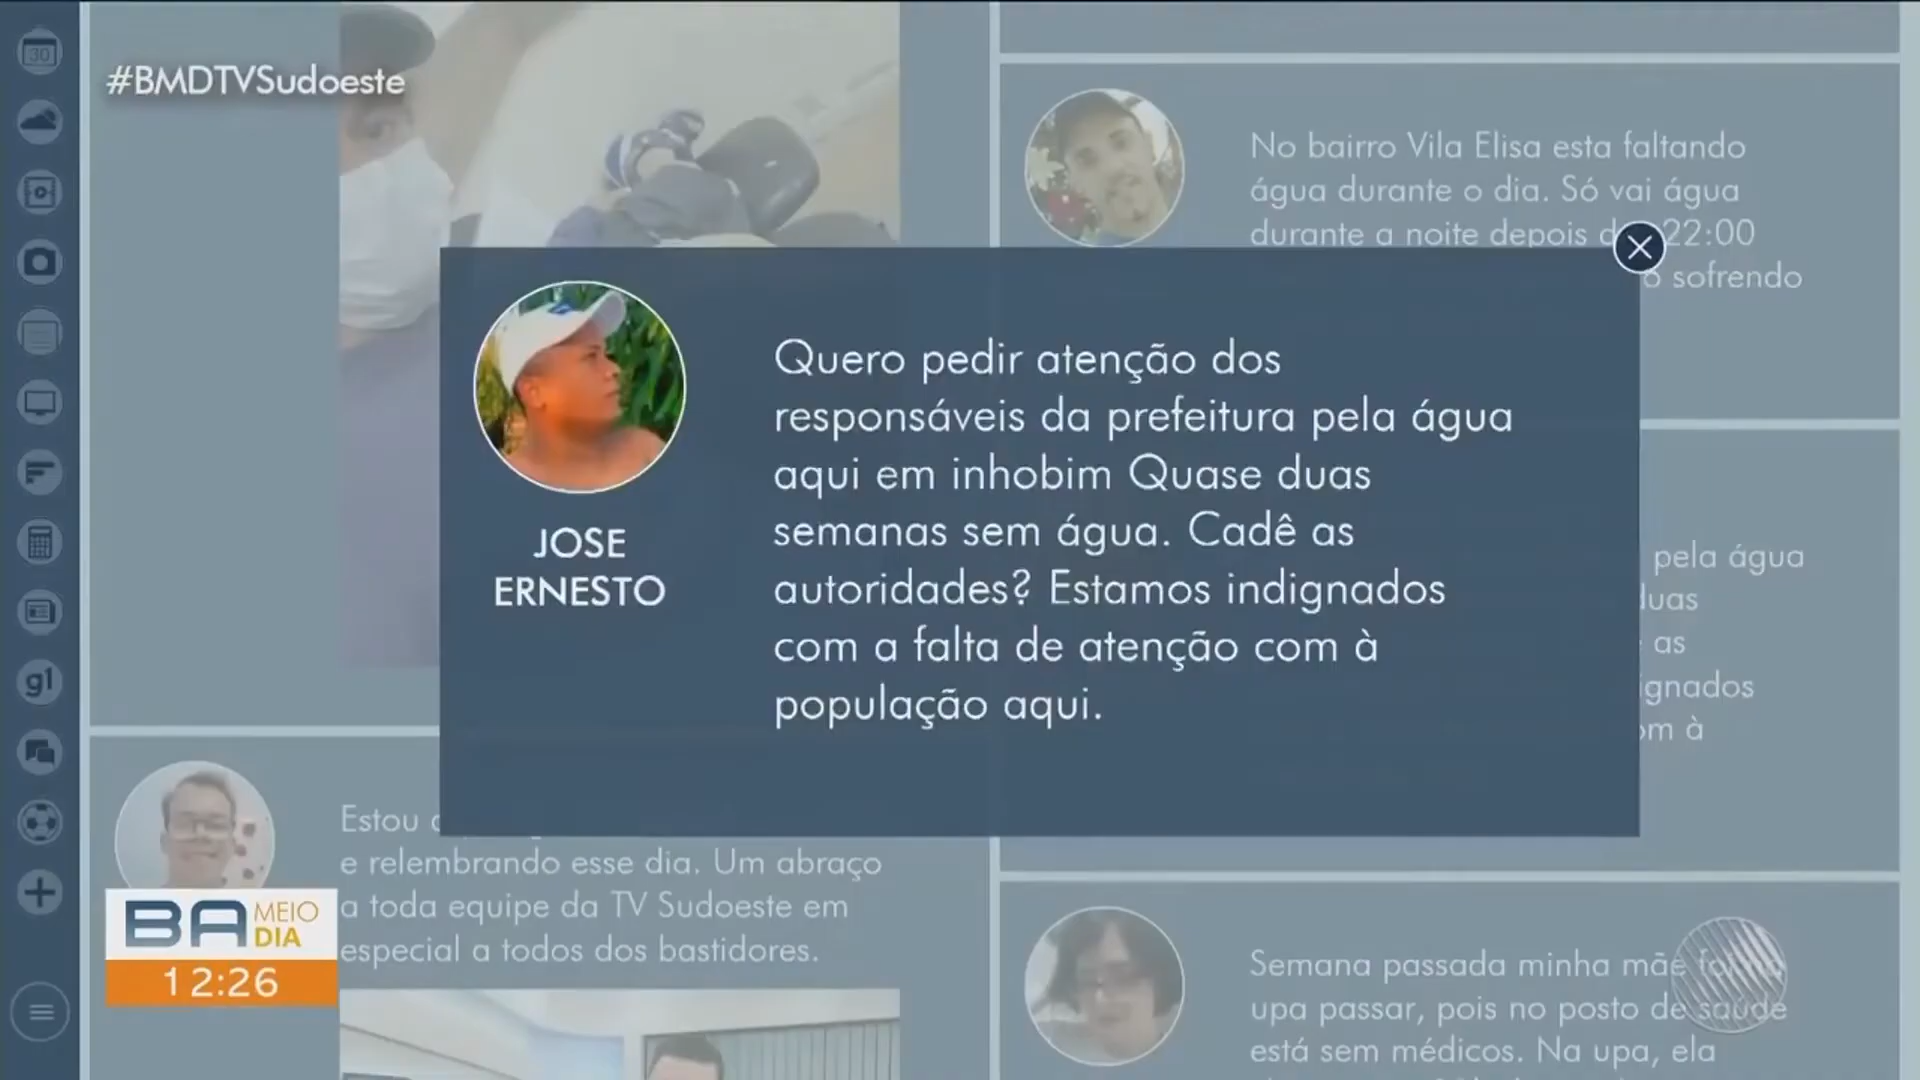 30
#BMDTVSudoeste
No bairro Vila Elisa esta faltando
água durante o dia. Só vai água
durante a noite depois 22:00
sofrendo
Quero pedir atenção dos
responsáveis da prefeitura pela água
aqui em inhobim Quase duas
semanas sem água. Cadê as
autoridades? Estamos indignados
com a falta de atenção com à
população aqui.
JOSE
ERNESTO
pela água
as
à
g1
Estou
e relembrando esse dia. Um abraço
a toda equipe da TV Sudoeste em
especial a todos dos bastidores.
BA MEIO
DIA
12:26
Semana passada minha mãe foi
upa passar, pois no posto de saúde
está sem médicos. Na upa, ela